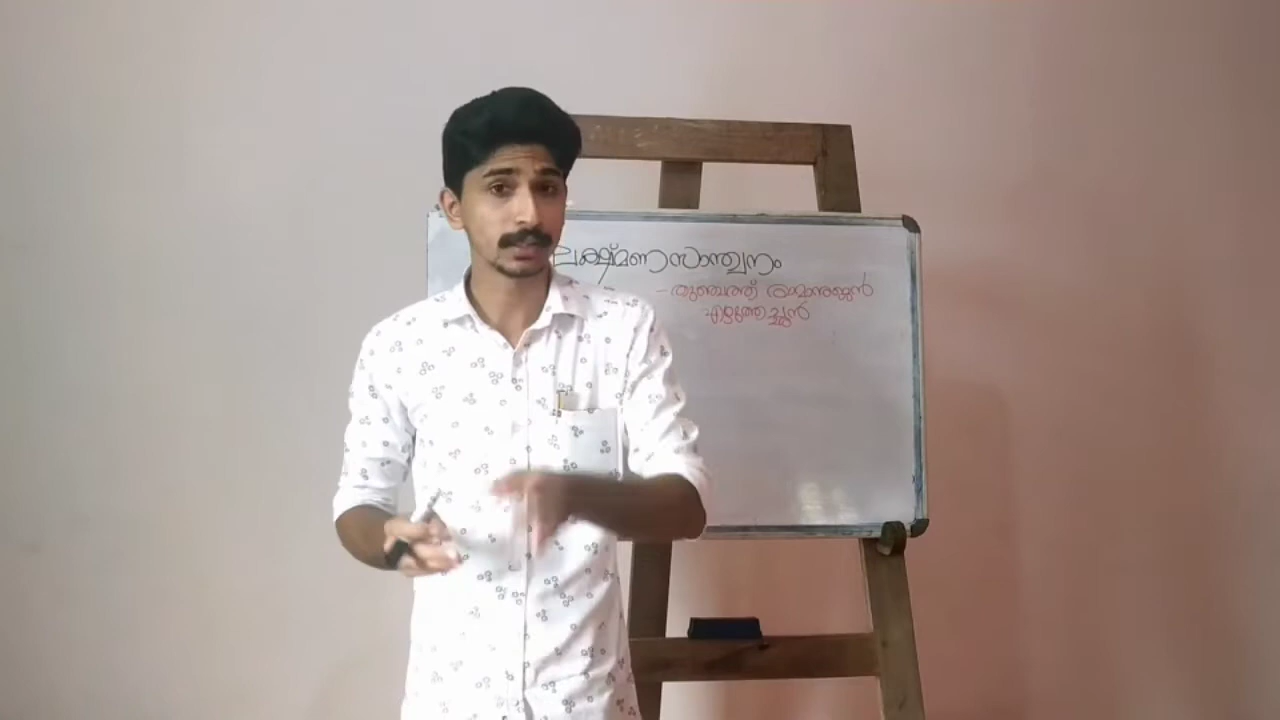 ലക്ഷ്മണസാന്ത്വനം
- തുഞ്ചത്ത് രാമാനുജൻ
എഴുത്തച്ഛൻ